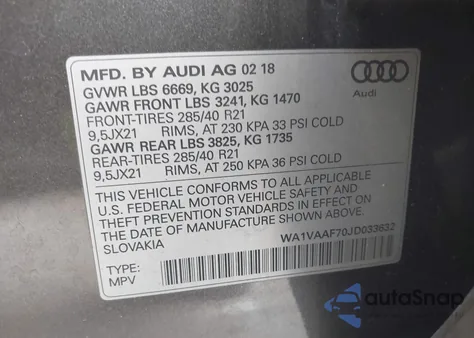 MFD. BY AUDI AG 02 18
GVWR LBS 6669, KG 3025
GAWR FRONT LBS 3241, KG 1470
FRONT-TIRES 285/40 R21
9,5JX21 RIMS, AT 230 KPA 33 PSI COLD
GAWR REAR LBS 3825, KG 1735
REAR-TIRES 285/40 R21
9,5JX21 RIMS, AT 250 KPA 36 PSI COLD
Audi
THIS VEHICLE CONFORMS TO ALL APPLICABLE
U.S. FEDERAL MOTOR VEHICLE SAFETY AND
THEFT PREVENTION STANDARDS IN EFFECT ON
THE DATE OF MANUFACTURE SHOWN ABOVE.
SLOVAKIA
WA1VAAF70JD033632
TYPE:
MPV
autoSnap